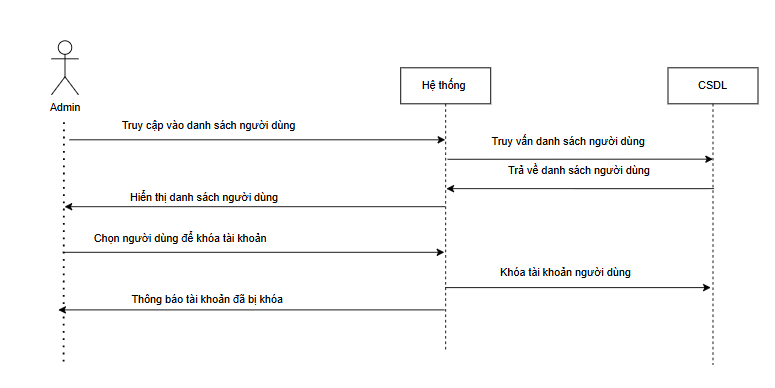 Admin
Hệ thống
CSDL
Truy cập vào danh sách người dùng
Truy vấn danh sách người dùng
Trả về danh sách người dùng
Hiển thị danh sách người dùng
Chọn người dùng để khóa tài khoản
Khóa tài khoản người dùng
Thông báo tài khoản đã bị khóa